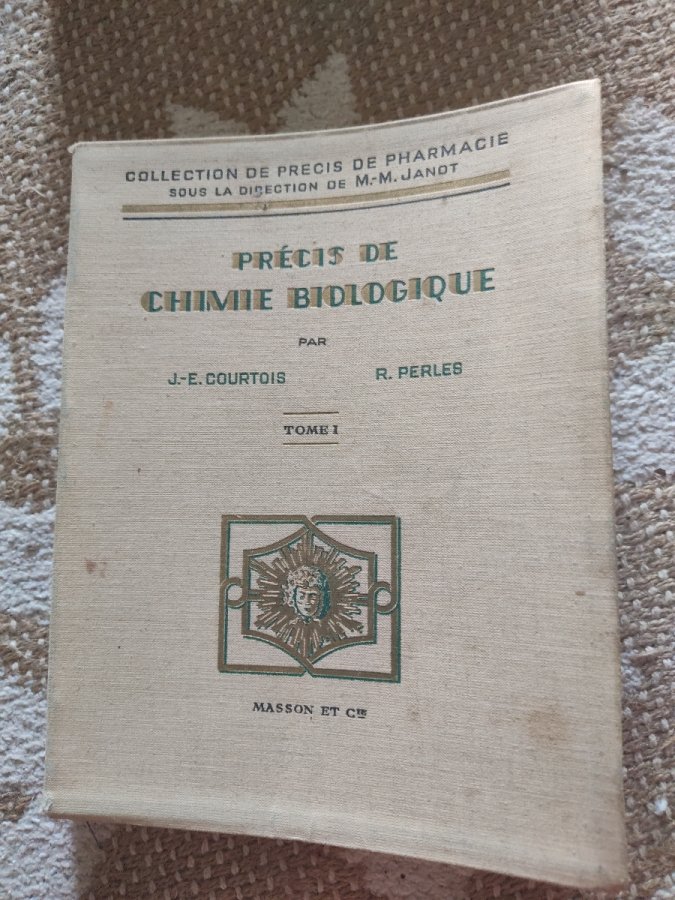 COLLECTION DE PRECIS DE PHARMACIE
SOUS LA DIRECTION DE M.-M. JANOT
PRÉCIS DE
CHIMIE BIOLOGIQUE
PAR
J.-E. COURTOIS R. PERLES
TOME I
MASSON ET Cie